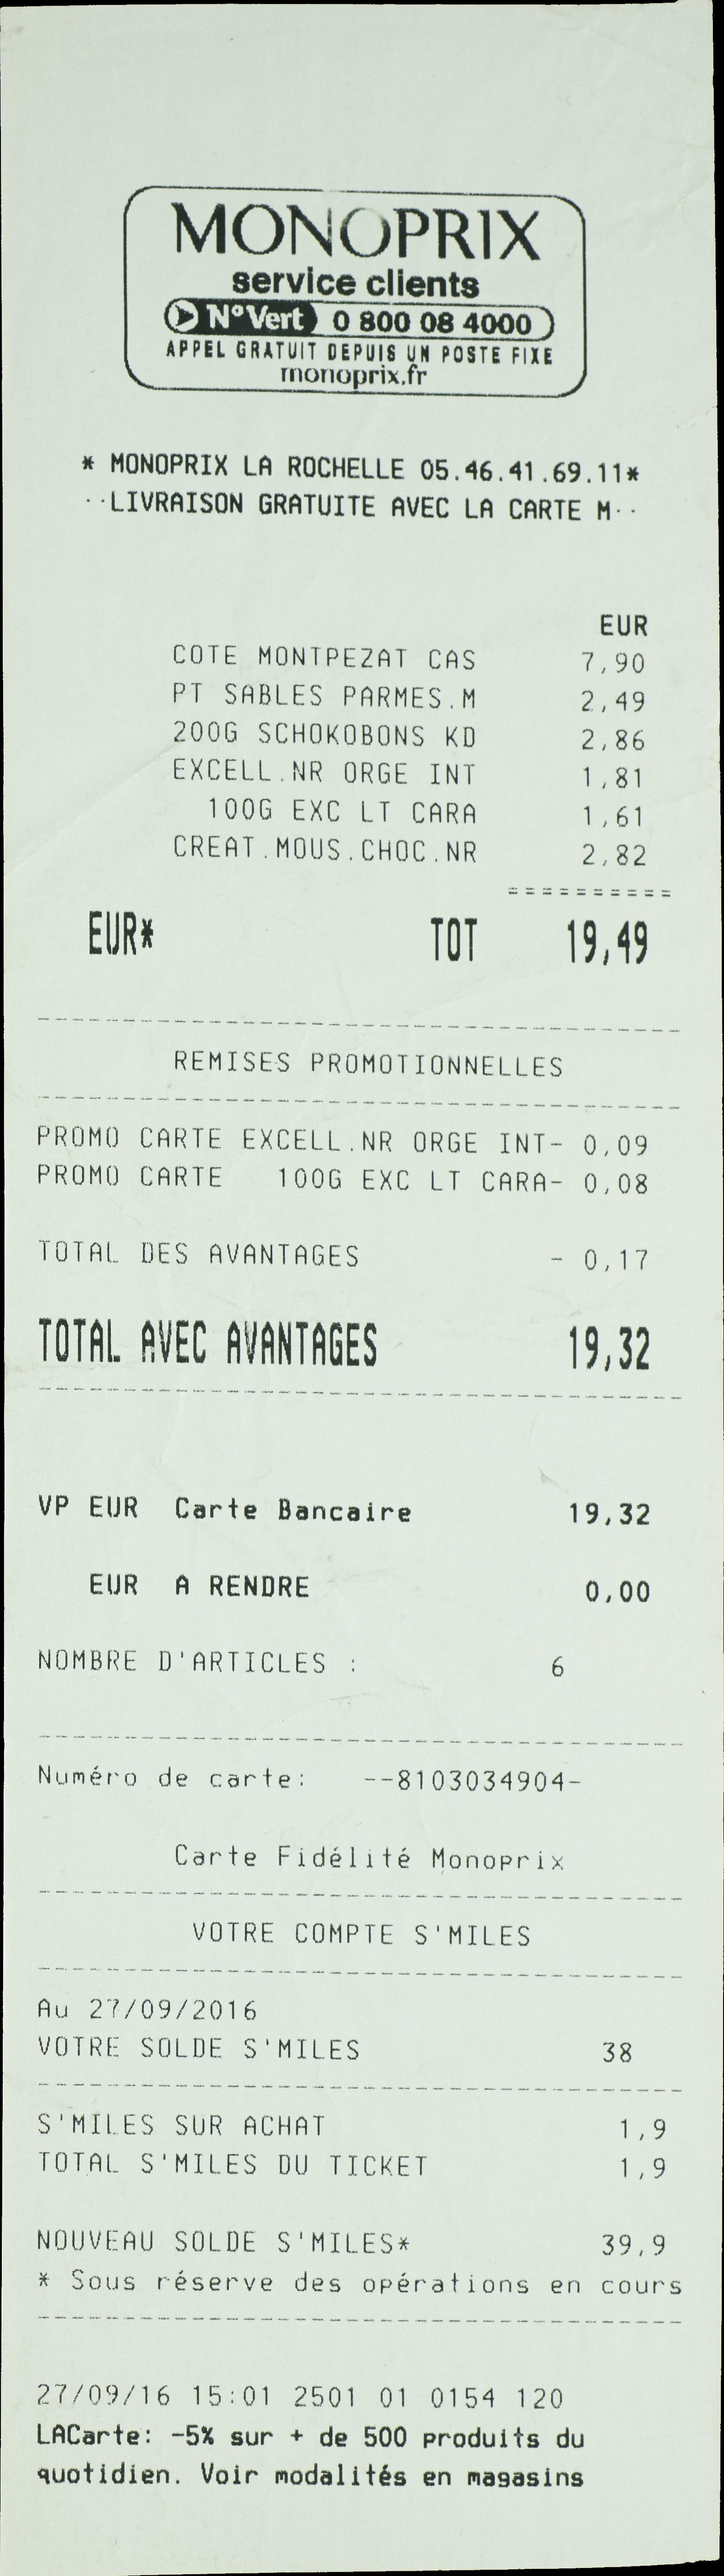 MONOPRIX
service clients
N°Vert 0 800 08 4000
APPEL GRATUIT DEPUIS UN POSTE FIXE
monoprix.fr
* MONOPRIX LA ROCHELLE 05.46.41.69.11*
··LIVRAISON GRATUITE AVEC LA CARTE M··
EUR
COTE MONTPEZAT CAS 7,90
PT SABLES PARMES.M 2,49
200G SCHOKOBONS KD 2,86
EXCELL.NR ORGE INT 1,81
100G EXC LT CARA 1,61
CREAT.MOUS.CHOC.NR 2,82
==========
EUR* TOT 19,49
REMISES PROMOTIONNELLES
PROMO CARTE EXCELL.NR ORGE INT- 0,09
PROMO CARTE 100G EXC LT CARA- 0,08
TOTAL DES AVANTAGES - 0,17
TOTAL AVEC AVANTAGES 19,32
VP EUR Carte Bancaire 19,32
EUR A RENDRE 0,00
NOMBRE D'ARTICLES : 6
Numéro de carte: --8103034904-
Carte Fidélité Monoprix
VOTRE COMPTE S'MILES
Au 27/09/2016
VOTRE SOLDE S'MILES 38
S'MILES SUR ACHAT 1,9
TOTAL S'MILES DU TICKET 1,9
NOUVEAU SOLDE S'MILES* 39,9
* Sous réserve des opérations en cours
27/09/16 15:01 2501 01 0154 120
LACarte: -5% sur + de 500 produits du
quotidien. Voir modalités en magasins